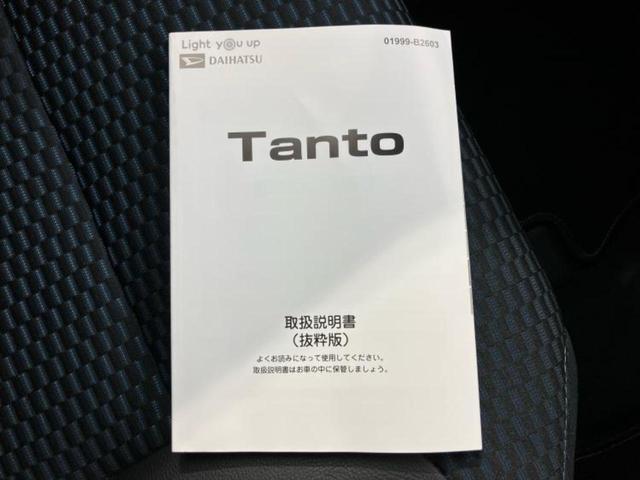 Light you up
01999-B2603
DAIHATSU
Tanto
取扱説明書
（抜粋版）
よくお読みになって使用してください。
取扱説明書はお車の中に保管しましょう。